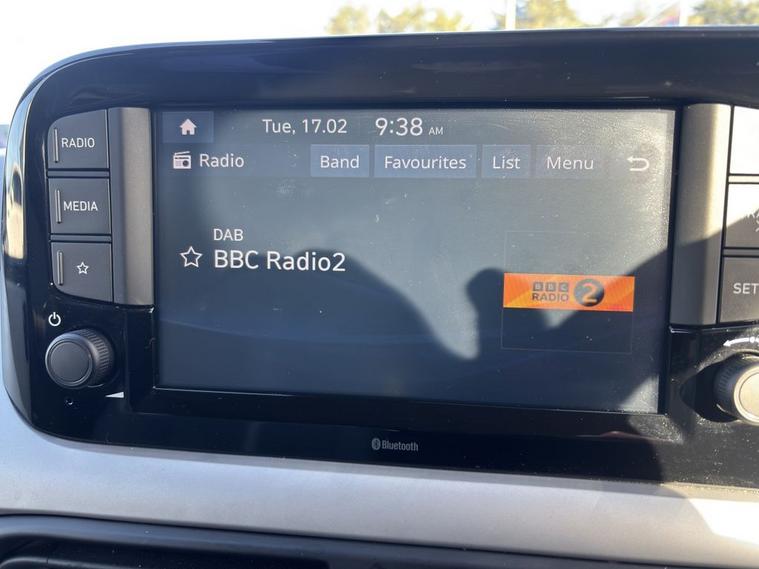 RADIO
MEDIA
Tue, 17.02 9:38 AM
Radio Band Favourites List Menu
DAB
BBC Radio2
BBC
RADIO 2
SET
Bluetooth